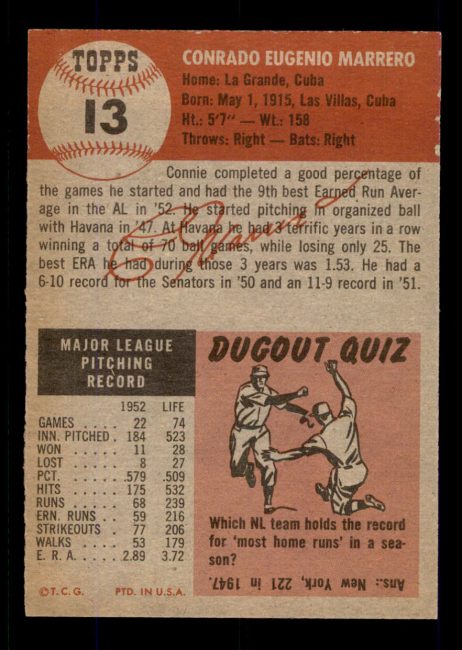 TOPPS
13
CONRADO EUGENIO MARRERO
Home: La Grande, Cuba
Born: May 1, 1915, Las Villas, Cuba
Ht.: 5'7" — Wt.: 158
Throws: Right — Bats: Right
Connie completed a good percentage of
the games he started and had the 9th best Earned Run Aver-
age in the AL in '52. He started pitching in organized ball
with Havana in '47. At Havana he had 3 terrific years in a row
winning a total of 70 ball games, while losing only 25. The
best ERA he had during those 3 years was 1.53. He had a
6-10 record for the Senators in '50 and an 11-9 record in '51.
MAJOR LEAGUE
PITCHING
RECORD
1952 LIFE
GAMES . . . . 22 74
INN. PITCHED . 184 523
WON . . . . . 11 28
LOST . . . . . 8 27
PCT. . . . . . .579 .509
HITS . . . . . 175 532
RUNS . . . . . 68 239
ERN. RUNS . . 59 216
STRIKEOUTS . 77 206
WALKS . . . . 53 179
E. R. A. . . . . 2.89 3.72
©T.C.G. PTD. IN U.S.A.
DUGOUT QUIZ
Which NL team holds the record
for 'most home runs' in a sea-
son?
Ans.: New York, 221 in 1947.